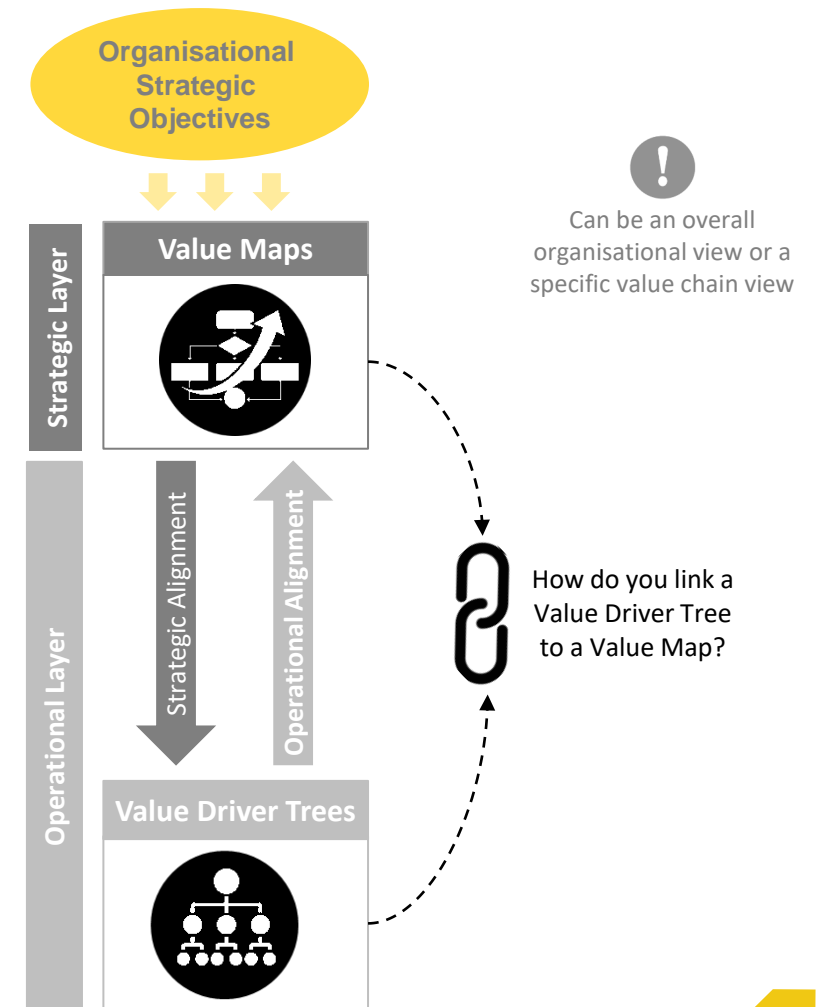 Organisational
Strategic
Objectives
!
Can be an overall
organisational view or a
specific value chain view
Strategic Layer
Value Maps
Strategic Alignment
Operational Alignment
How do you link a
Value Driver Tree
to a Value Map?
Operational Layer
Value Driver Trees